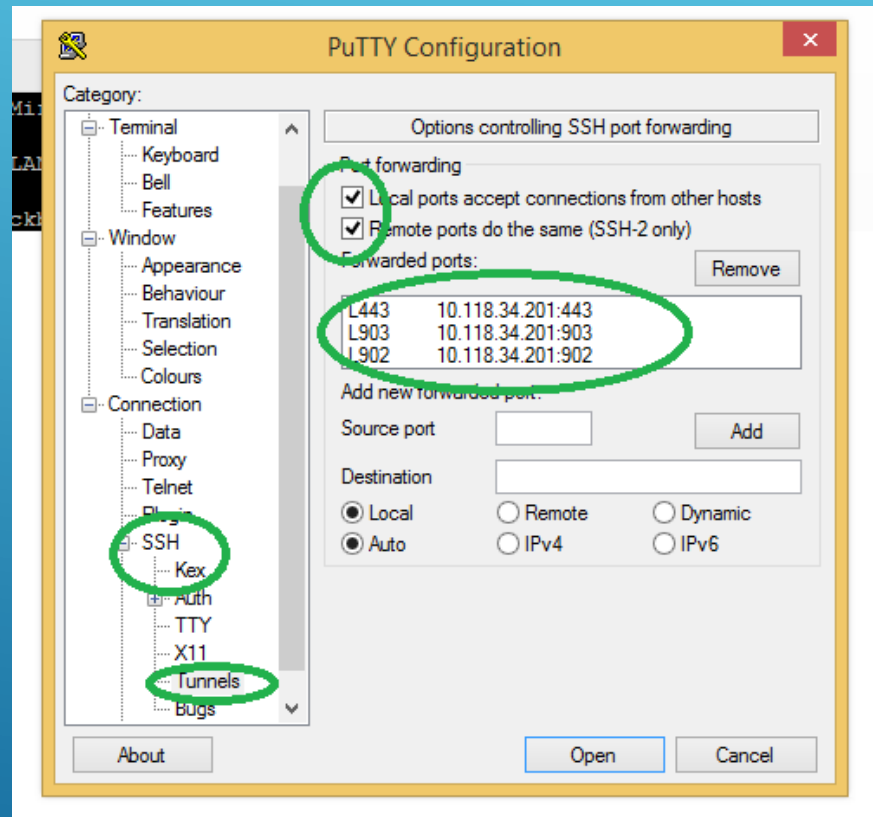 PuTTY Configuration
Category:
Terminal
Keyboard
Bell
Features
Window
Appearance
Behaviour
Translation
Selection
Colours
Connection
Data
Proxy
Telnet
SSH
Kex
Auth
TTY
X11
Tunnels
Bugs
Options controlling SSH port forwarding
Port forwarding
Local ports accept connections from other hosts
Remote ports do the same (SSH-2 only)
Forwarded ports:
Remove
L443 10.118.34.201:443
L903 10.118.34.201:903
L902 10.118.34.201:902
Add new forwarded port:
Source port
Add
Destination
Local Remote Dynamic
Auto IPv4 IPv6
About
Open
Cancel